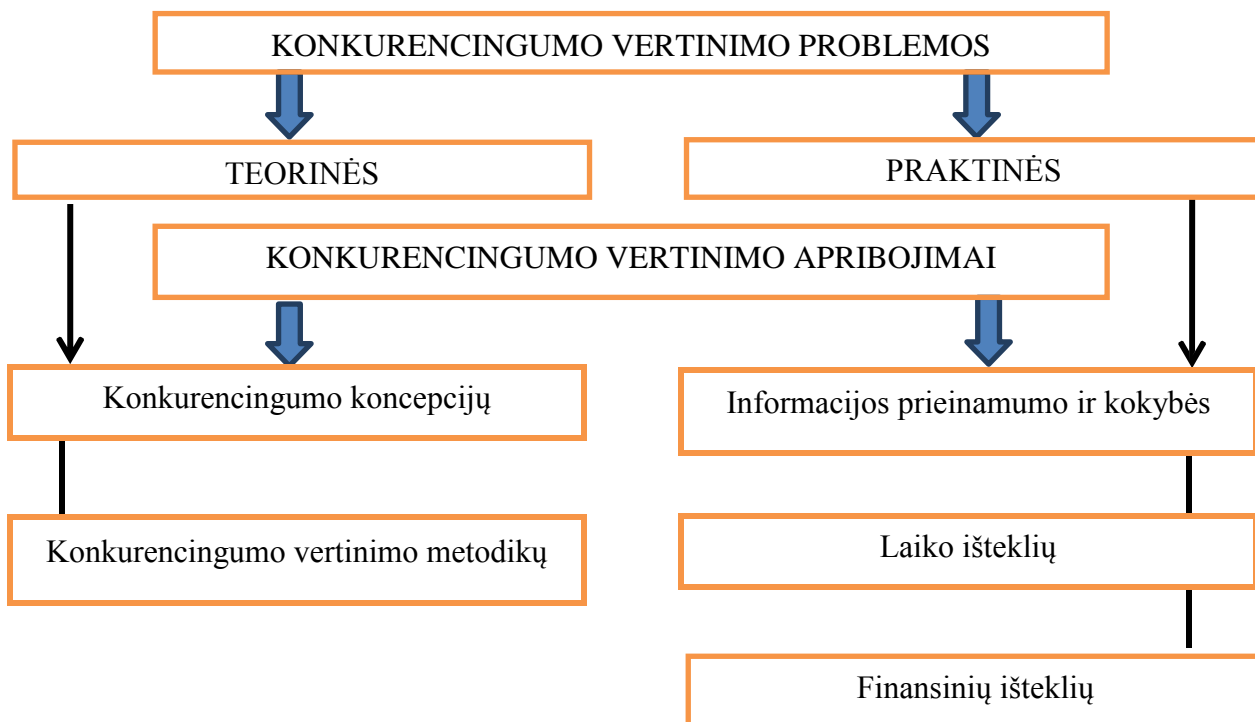 KONKURENCINGUMO VERTINIMO PROBLEMOS
TEORINĖS
PRAKTINĖS
KONKURENCINGUMO VERTINIMO APRIBOJIMAI
Konkurencingumo koncepcijų
Informacijos prieinamumo ir kokybės
Konkurencingumo vertinimo metodikų
Laiko išteklių
Finansinių išteklių